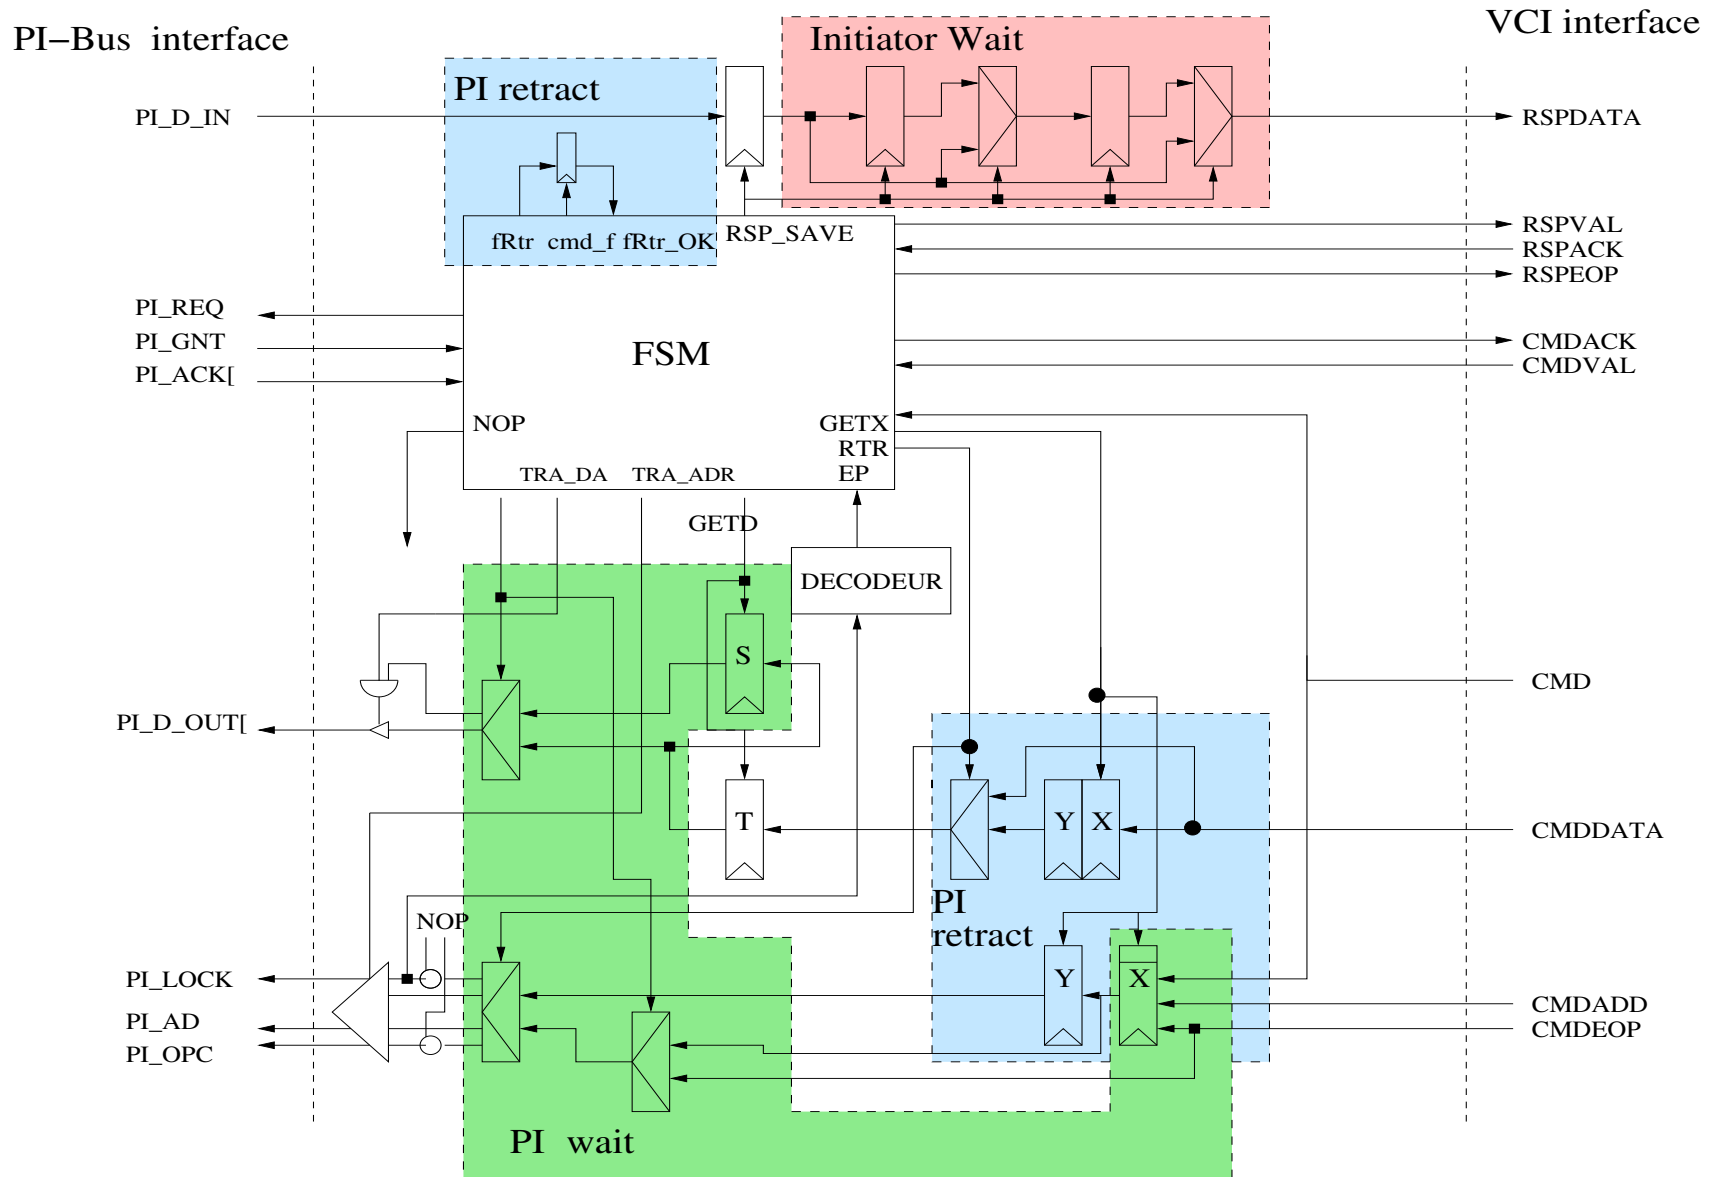 PI−Bus interface
Initiator Wait
VCI interface
PI retract
PI_D_IN
RSPDATA
fRtr cmd_f fRtr_OK
RSP_SAVE
RSPVAL
RSPACK
RSPEOP
PI_REQ
PI_GNT
PI_ACK[
FSM
CMDACK
CMDVAL
NOP
GETX
RTR
EP
TRA_DA
TRA_ADR
GETD
DECODEUR
S
CMD
PI_D_OUT[
T
Y
X
CMDDATA
PI
retract
NOP
PI_LOCK
PI_AD
PI_OPC
Y
X
CMDADD
CMDEOP
PI wait